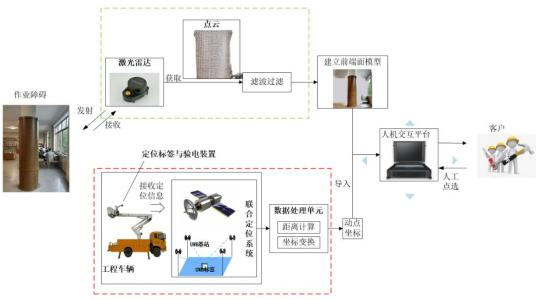 点云
激光雷达
获取
滤波过滤
建立前端面模型
作业障碍
发射
接收
人机交互平台
客户
人工
点选
导入
定位标签与验电装置
接收定
位信息
联合定位系统
UWB基站
UWB标签
工程车辆
数据处理单元
距离计算
坐标变换
动点
坐标